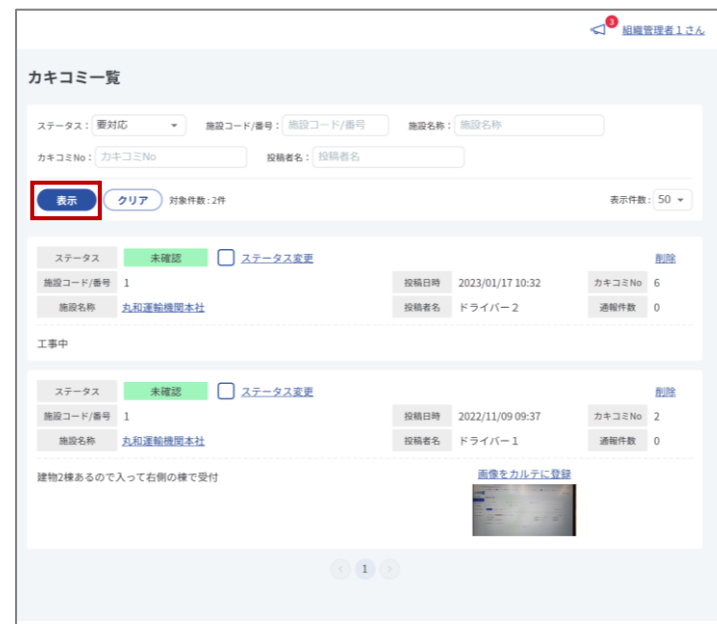 3 組織管理者1さん
カキコミ一覧
ステータス: 要対応 施設コード/番号: 施設コード/番号 施設名称: 施設名称
カキコミNo: カキコミNo 投稿者名: 投稿者名
表示 クリア 対象件数:2件 表示件数: 50
ステータス 未確認 ステータス変更 削除
施設コード/番号 1 投稿日時 2023/01/17 10:32 カキコミNo 6
施設名称 丸和運輸機関本社 投稿者名 ドライバー2 通報件数 0
工事中
ステータス 未確認 ステータス変更 削除
施設コード/番号 1 投稿日時 2022/11/09 09:37 カキコミNo 2
施設名称 丸和運輸機関本社 投稿者名 ドライバー1 通報件数 0
建物2棟あるので入って右側の棟で受付 画像をカルテに登録
1